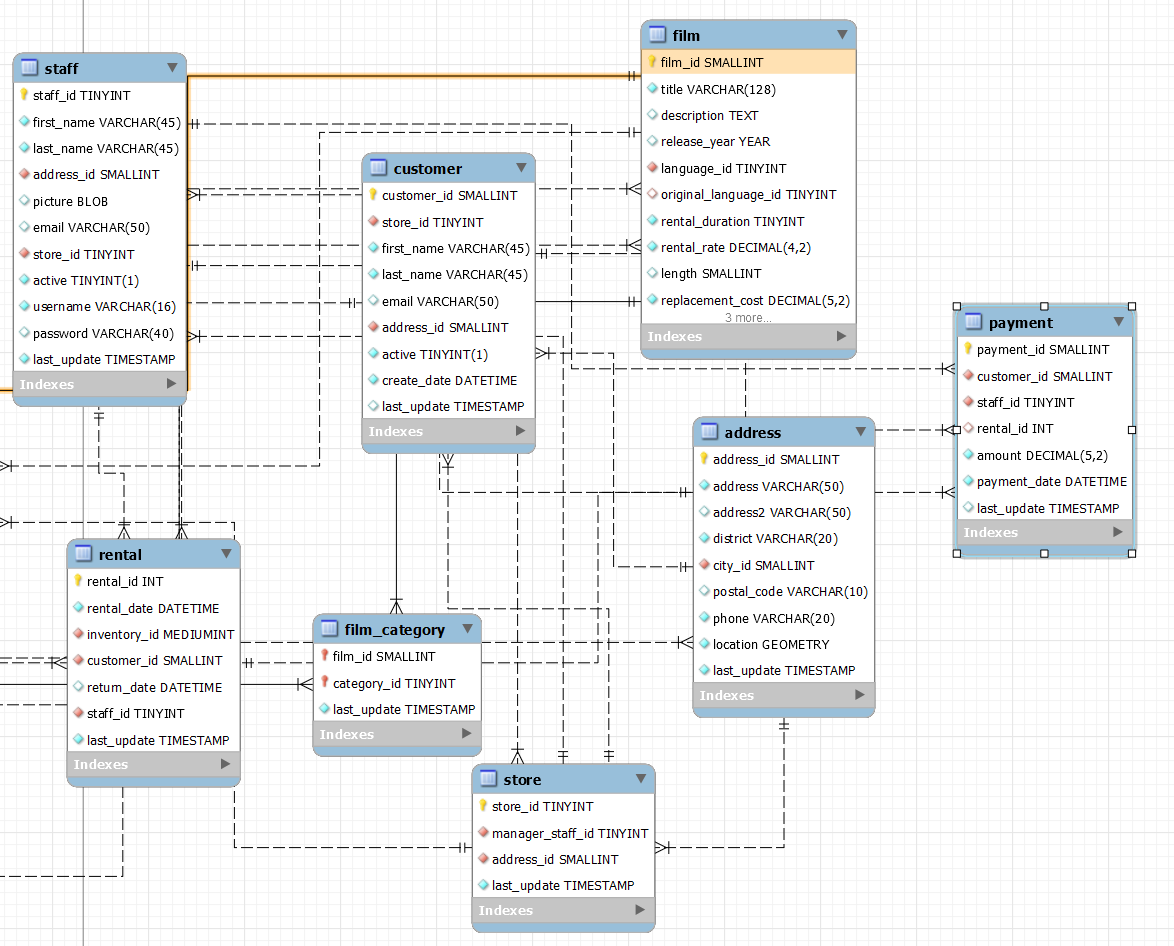 staff
staff_id TINYINT
first_name VARCHAR(45)
last_name VARCHAR(45)
address_id SMALLINT
picture BLOB
email VARCHAR(50)
store_id TINYINT
active TINYINT(1)
username VARCHAR(16)
password VARCHAR(40)
last_update TIMESTAMP
Indexes
film
film_id SMALLINT
title VARCHAR(128)
description TEXT
release_year YEAR
language_id TINYINT
original_language_id TINYINT
rental_duration TINYINT
rental_rate DECIMAL(4,2)
length SMALLINT
replacement_cost DECIMAL(5,2)
3 more...
Indexes
customer
customer_id SMALLINT
store_id TINYINT
first_name VARCHAR(45)
last_name VARCHAR(45)
email VARCHAR(50)
address_id SMALLINT
active TINYINT(1)
create_date DATETIME
last_update TIMESTAMP
Indexes
payment
payment_id SMALLINT
customer_id SMALLINT
staff_id TINYINT
rental_id INT
amount DECIMAL(5,2)
payment_date DATETIME
last_update TIMESTAMP
Indexes
address
address_id SMALLINT
address VARCHAR(50)
address2 VARCHAR(50)
district VARCHAR(20)
city_id SMALLINT
postal_code VARCHAR(10)
phone VARCHAR(20)
location GEOMETRY
last_update TIMESTAMP
Indexes
rental
rental_id INT
rental_date DATETIME
inventory_id MEDIUMINT
customer_id SMALLINT
return_date DATETIME
staff_id TINYINT
last_update TIMESTAMP
Indexes
film_category
film_id SMALLINT
category_id TINYINT
last_update TIMESTAMP
Indexes
store
store_id TINYINT
manager_staff_id TINYINT
address_id SMALLINT
last_update TIMESTAMP
Indexes